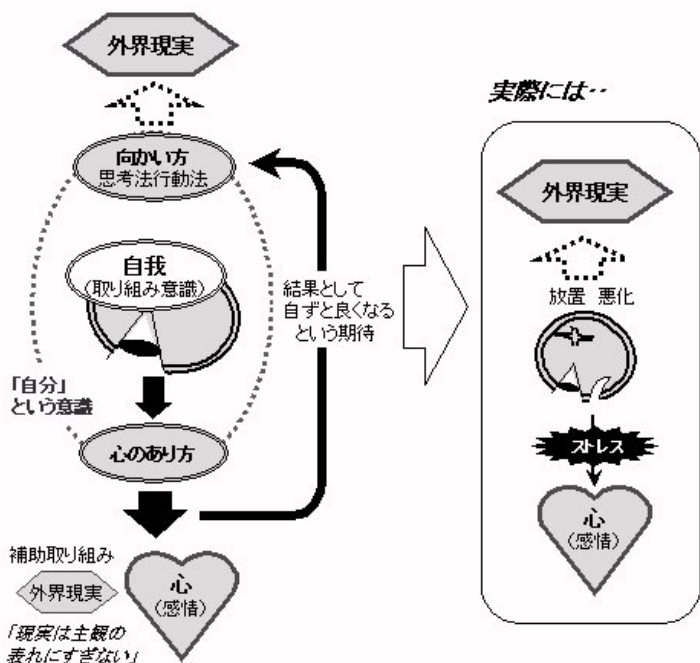 外界現実
向かい方
思考法行動法
自我
(取り組み意識)
「自分」
という意識
心のあり方
結果として
自ずと良くなる
という期待
補助取り組み
外界現実
「現実は主観の
表れにすぎない」
心
(感情)
実際には‥
外界現実
放置 悪化
ストレス
心
(感情)